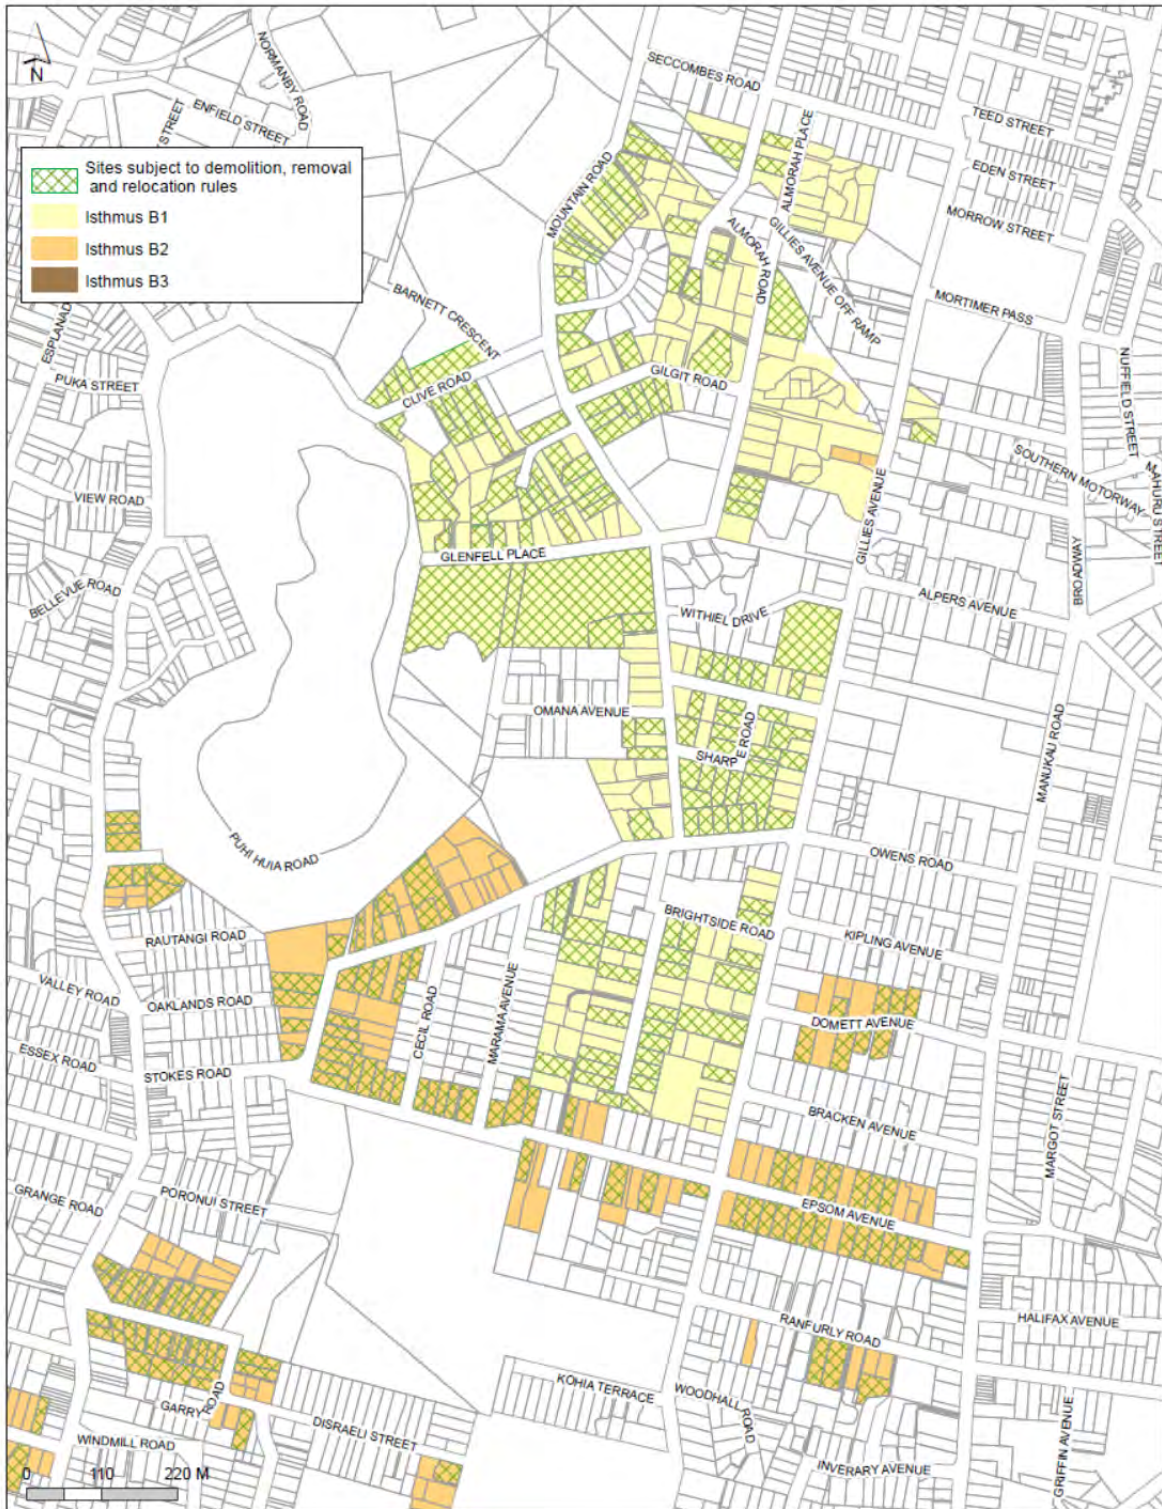 SECCOMBES ROAD
NORMANBY ROAD
ENFIELD STREET
STREET
N
TEED STREET
ALMORAH PLACE
EDEN STREET
MORROW STREET
Sites subject to demolition, removal
and relocation rules
Isthmus B1
Isthmus B2
Isthmus B3
MOUNTAIN ROAD
ALMORAH ROAD
GILLIES AVENUE OFF RAMP
BARNETT CRESCENT
MORTIMER PASS
ESPLANAD
PUKA STREET
CLIVE ROAD
GILGIT ROAD
NUFFIELD STREET
SOUTHERN MOTORWAY
MAHURU STREET
VIEW ROAD
GLENFELL PLACE
GILLIES AVENUE
BROADWAY
BELLEVUE ROAD
WITHIEL DRIVE
ALPERS AVENUE
OMANA AVENUE
SHARP
E ROAD
MANUKAU ROAD
PUHI HUIA ROAD
OWENS ROAD
RAUTANGI ROAD
BRIGHTSIDE ROAD
KIPLING AVENUE
VALLEY ROAD
OAKLANDS ROAD
CECIL ROAD
MARAMA AVENUE
DOMETT AVENUE
ESSEX ROAD
STOKES ROAD
BRACKEN AVENUE
MARGOT STREET
GRANGE ROAD
PORONUI STREET
EPSOM AVENUE
RANFURLY ROAD
HALIFAX AVENUE
KOHIA TERRACE
WOODHALL ROAD
GARRY ROAD
DISRAELI STREET
WINDMILL ROAD
INVERARY AVENUE
GRIFFIN AVENUE
0 110 220 M